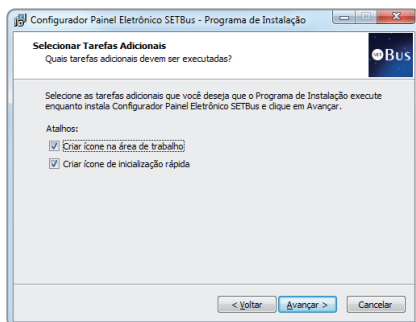 Configurador Painel Eletrônico SETBus - Programa de Instalação
Selecionar Tarefas Adicionais
Quais tarefas adicionais devem ser executadas?
SET Bus
Selecione as tarefas adicionais que você deseja que o Programa de Instalação execute
enquanto instala Configurador Painel Eletrônico SETBus e clique em Avançar.
Atalhos:
Criar ícone na área de trabalho
Criar ícone de inicialização rápida
< Voltar
Avançar >
Cancelar